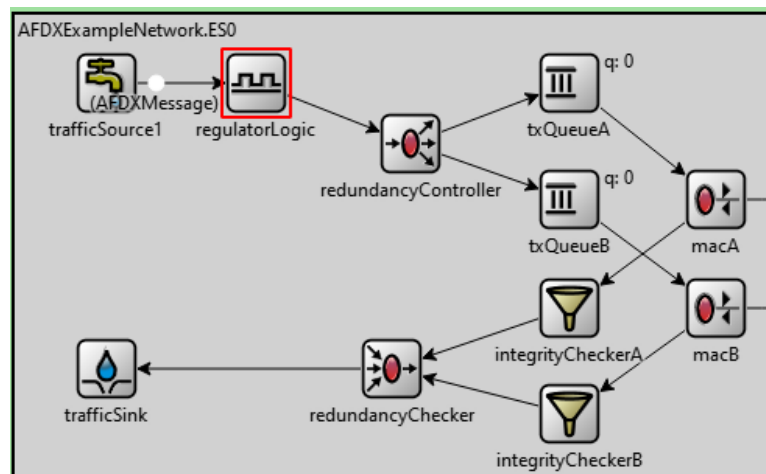 AFDXExampleNetwork.ES0
(AFDXMessage)
trafficSource1
regulatorLogic
redundancyController
q: 0
txQueueA
q: 0
txQueueB
macA
macB
integrityCheckerA
integrityCheckerB
redundancyChecker
trafficSink